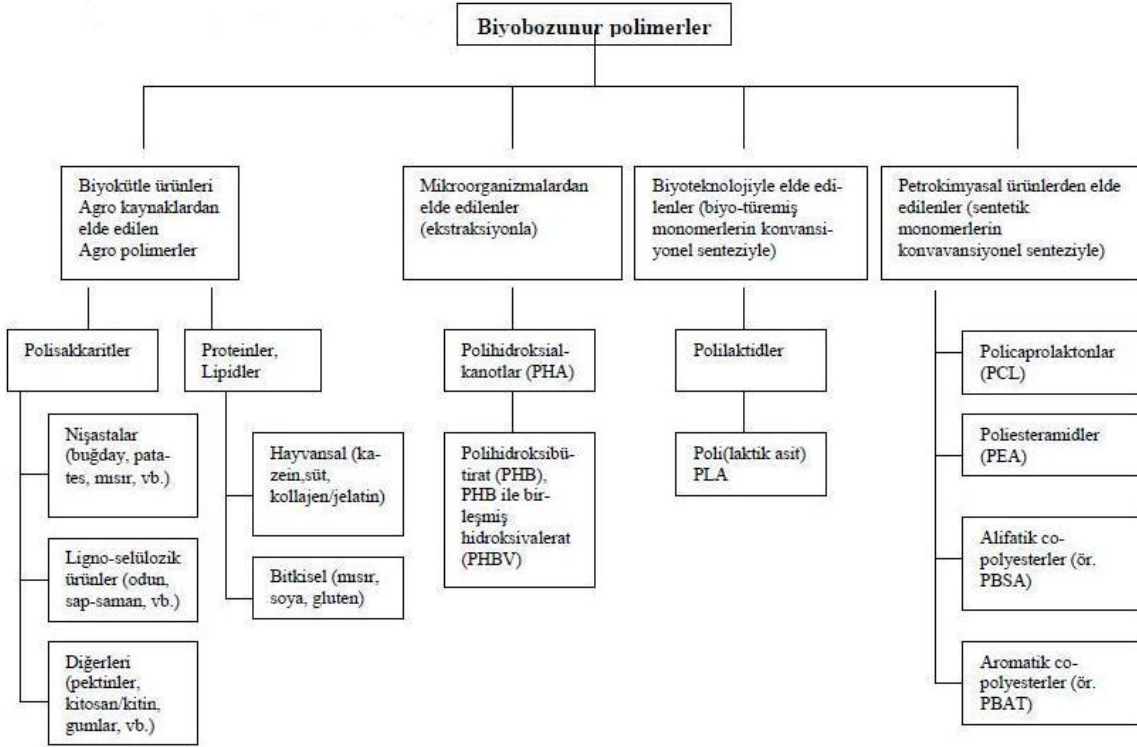 Biyobozunur polimerler
Biyokütle ürünleri
Agro kaynaklardan
elde edilen
Agro polimerler
Mikroorganizmalardan
elde edilenler
(ekstraksiyonla)
Biyoteknolojiyle elde edi-
lenler (biyo-türemiş
monomerlerin konvansi-
yonel senteziyle)
Petrokimyasal ürünlerden elde
edilenler (sentetik
monomerlerin
konvavansiyonel senteziyle)
Polisakkaritler
Proteinler,
Lipidler
Polihidroksial-
kanotlar (PHA)
Polilaktidler
Policaprolaktonlar
(PCL)
Nişastalar
(buğday, pata-
tes, mısır, vb.)
Hayvansal (ka-
zein,süt,
kollajen/jelatin)
Polihidroksibü-
tirat (PHB),
PHB ile bir-
leşmiş
hidroksivalerat
(PHBV)
Poli(laktik asit)
PLA
Poliesteramidler
(PEA)
Ligno-selülozik
ürünler (odun,
sap-saman, vb.)
Bitkisel (mısır,
soya, gluten)
Alifatik co-
polyesterler (ör.
PBSA)
Diğerleri
(pektinler,
kitosan/kitin,
gumlar, vb.)
Aromatik co-
polyesterler (ör.
PBAT)